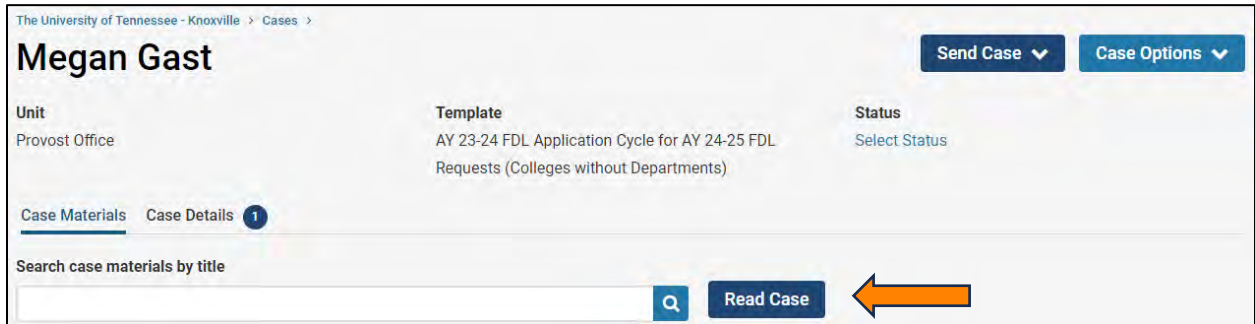 The University of Tennessee - Knoxville > Cases >
Megan Gast
Send Case
Case Options
Unit
Template
Status
Provost Office
AY 23-24 FDL Application Cycle for AY 24-25 FDL
Select Status
Requests (Colleges without Departments)
Case Materials
Case Details 1
Search case materials by title
Read Case